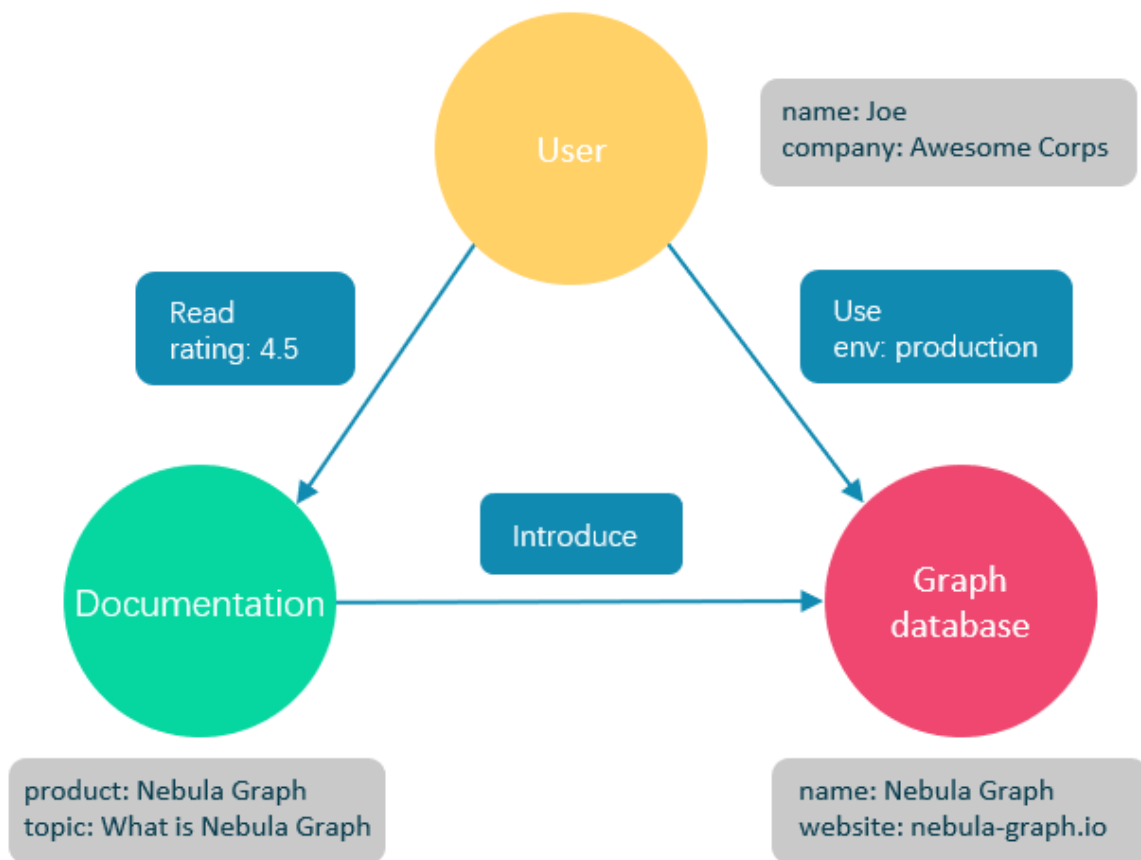 User
name: Joe
company: Awesome Corps
Read
rating: 4.5
Use
env: production
Introduce
Documentation
Graph
database
product: Nebula Graph
topic: What is Nebula Graph
name: Nebula Graph
website: nebula-graph.io